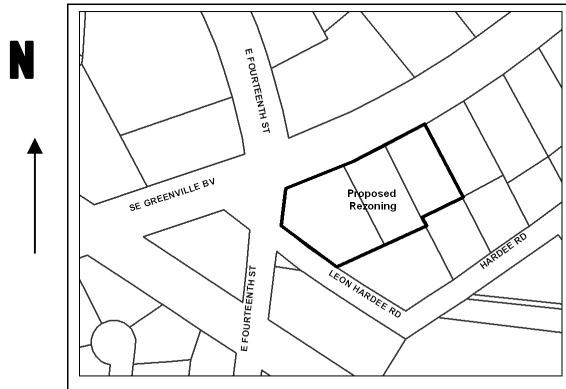 N
E FOURTEENTH ST
SE GREENVILLE BV
Proposed
Rezoning
HARDEE RD
LEON HARDEE RD
E FOURTEENTH ST